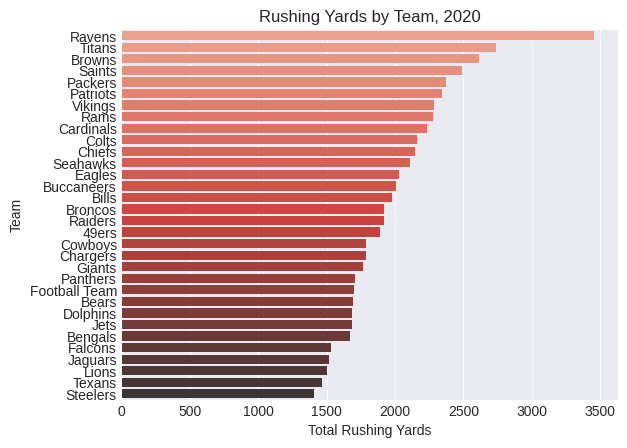 Rushing Yards by Team, 2020
Team
Ravens
Titans
Browns
Saints
Packers
Patriots
Vikings
Rams
Cardinals
Colts
Chiefs
Seahawks
Eagles
Buccaneers
Bills
Broncos
Raiders
49ers
Cowboys
Chargers
Giants
Panthers
Football Team
Bears
Dolphins
Jets
Bengals
Falcons
Jaguars
Lions
Texans
Steelers
0 500 1000 1500 2000 2500 3000 3500
Total Rushing Yards